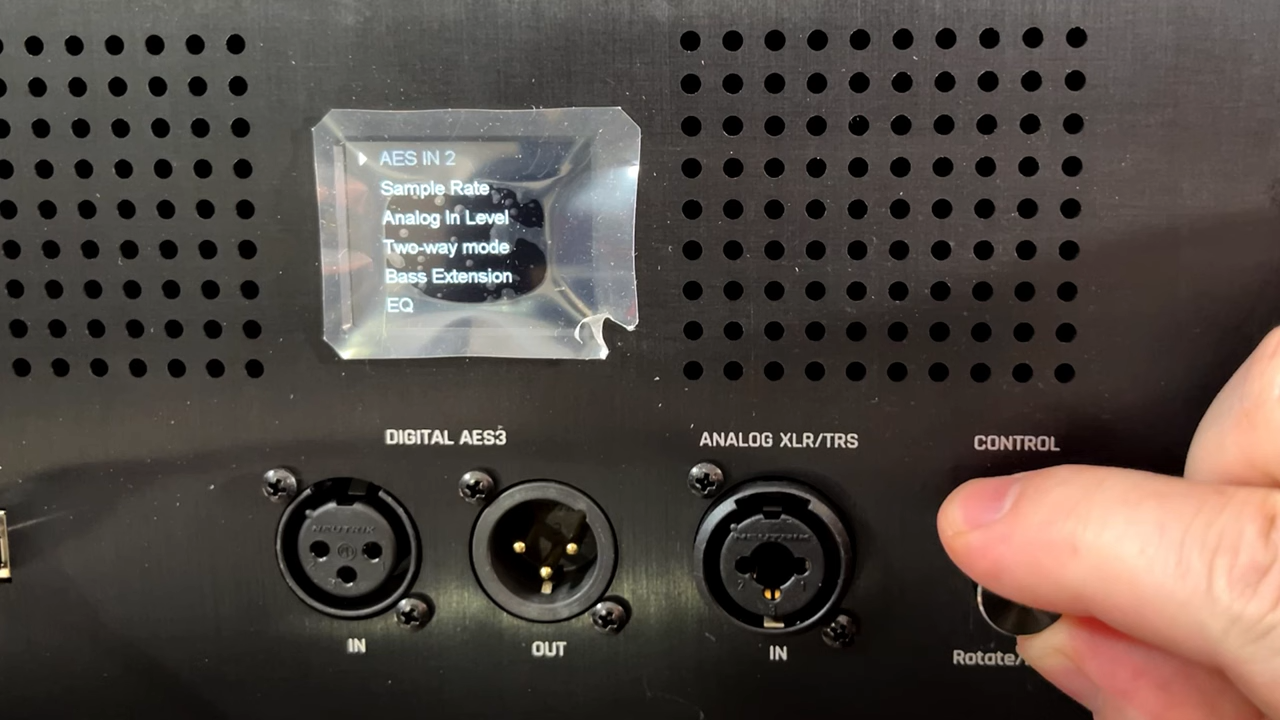 AES IN 2
Sample Rate
Analog In Level
Two-way mode
Bass Extension
EQ
DIGITAL AES3
ANALOG XLR/TRS
CONTROL
NEUTRIK
NEUTRIK
IN
OUT
IN
Rotate/